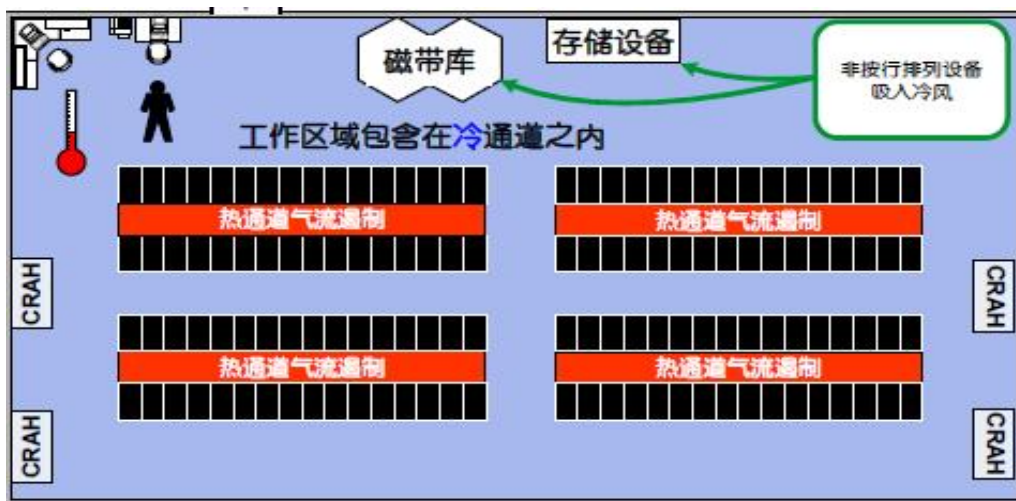 磁带库
存储设备
非按行排列设备
吸入冷风
工作区域包含在冷通道之内
热通道气流遏制
热通道气流遏制
CRAH
CRAH
热通道气流遏制
热通道气流遏制
CRAH
CRAH